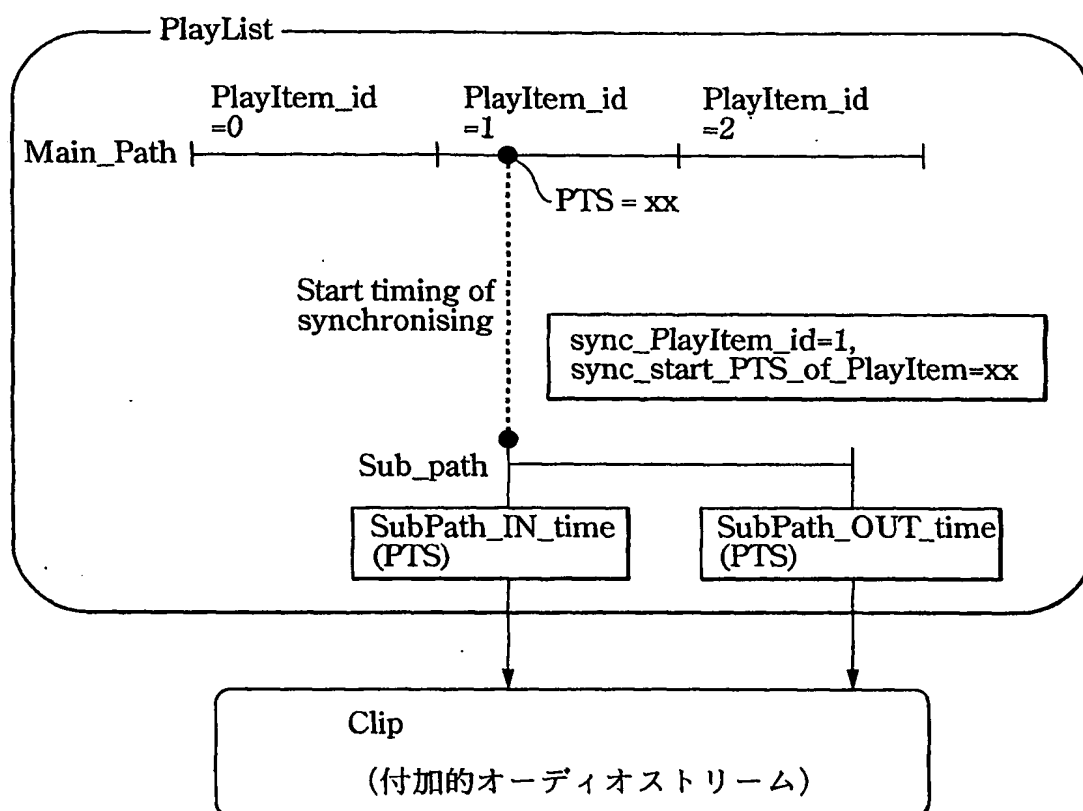 PlayList
PlayItem_id
=0
PlayItem_id
=1
PlayItem_id
=2
Main_Path
PTS = xx
Start timing of
synchronising
sync_PlayItem_id=1,
sync_start_PTS_of_PlayItem=xx
Sub_path
SubPath_IN_time
(PTS)
SubPath_OUT_time
(PTS)
Clip
(付加的オーディオストリーム)